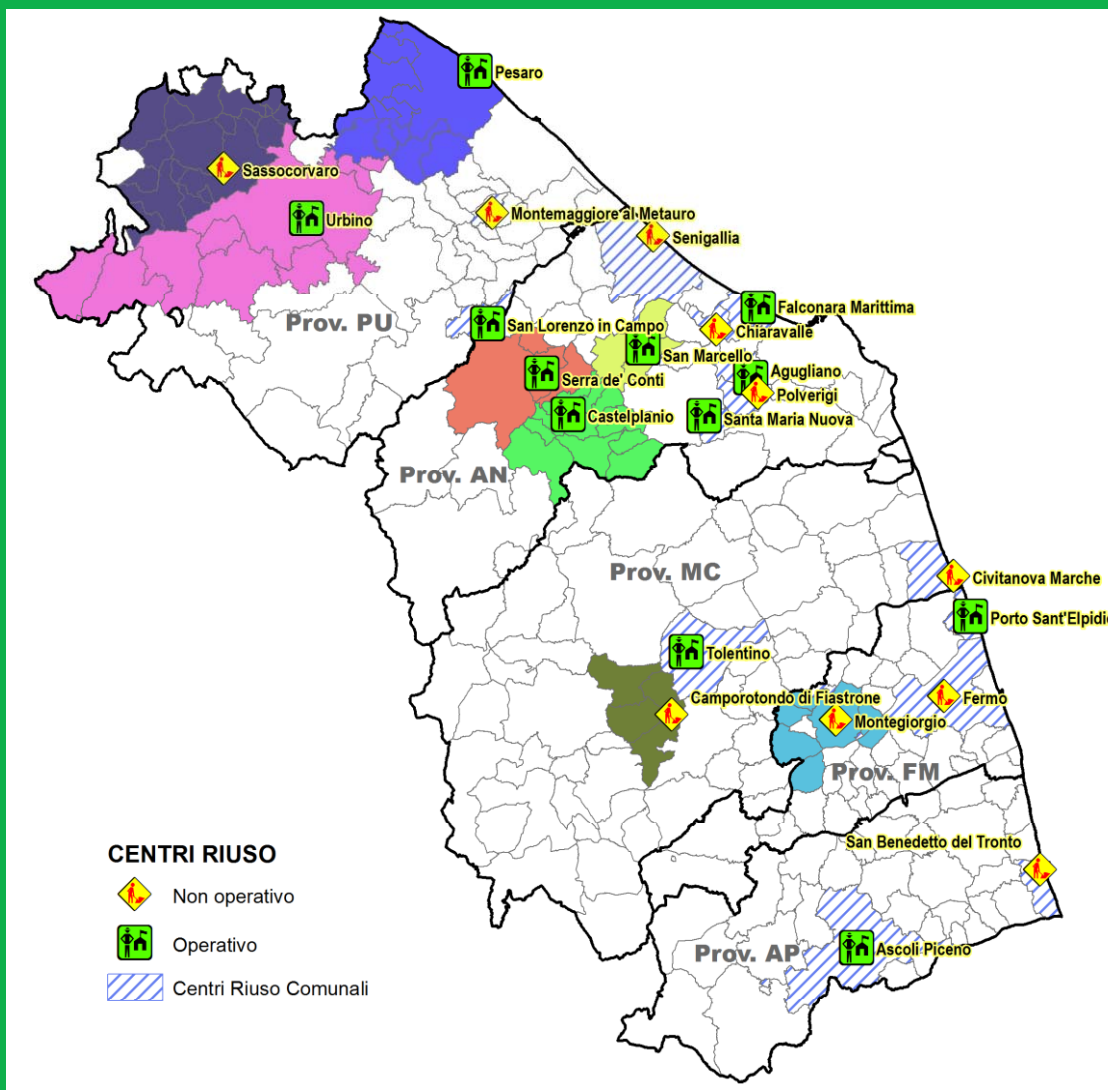 Pesaro
Sassocorvaro
Urbino
Montemaggiore al Metauro
Senigallia
Prov. PU
San Lorenzo in Campo
Falconara Marittima
Chiaravalle
San Marcello
Serra de' Conti
Agugliano
Polverigi
Castelplanio
Santa Maria Nuova
Prov. AN
Prov. MC
Civitanova Marche
Porto Sant'Elpidio
Tolentino
Camporotondo di Fiastrone
Fermo
Montegiorgio
Prov. FM
San Benedetto del Tronto
CENTRI RIUSO
Non operativo
Operativo
Centri Riuso Comunali
Prov. AP
Ascoli Piceno